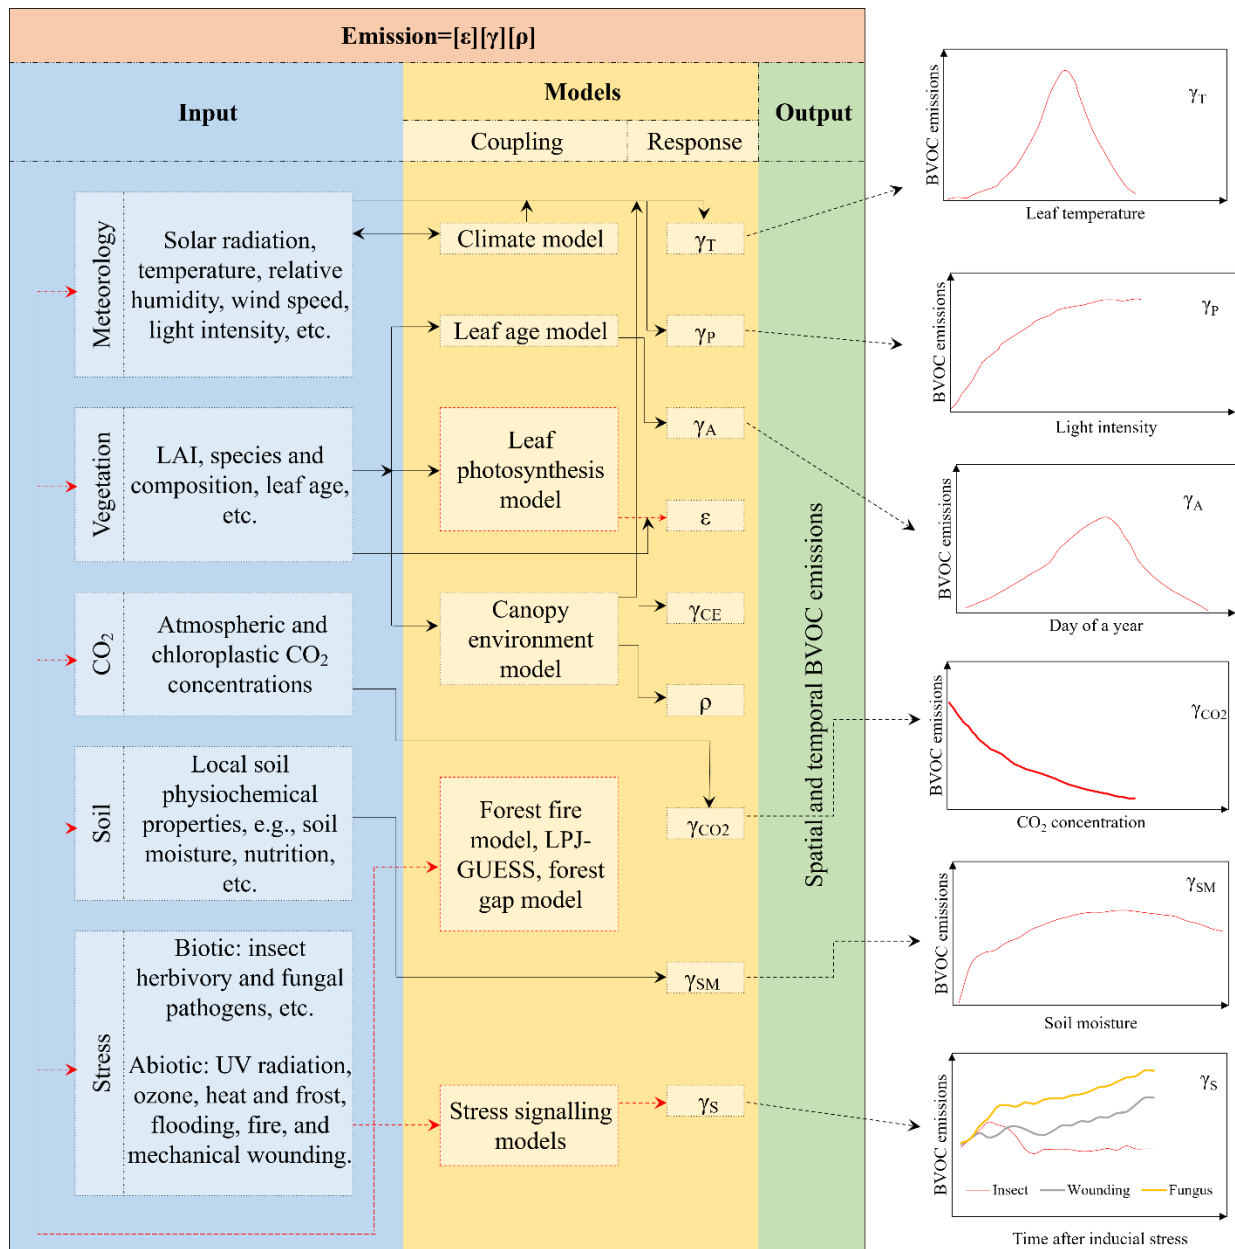 Emission=[ε][γ][ρ]
Input
Models
Output
Coupling
Response
Meteorology
Solar radiation,
temperature, relative
humidity, wind speed,
light intensity, etc.
Vegetation
LAI, species and
composition, leaf age,
etc.
CO2
Atmospheric and
chloroplastic CO2
concentrations
Soil
Local soil
physiochemical
properties, e.g., soil
moisture, nutrition,
etc.
Stress
Biotic: insect
herbivory and fungal
pathogens, etc.
Abiotic: UV radiation,
ozone, heat and frost,
flooding, fire, and
mechanical wounding.
Climate model
Leaf age model
Leaf
photosynthesis
model
Canopy
environment
model
Forest fire
model, LPJ-
GUESS, forest
gap model
Stress signalling
models
γT
γP
γA
ε
γCE
ρ
γCO2
γSM
γS
Spatial and temporal BVOC emissions
BVOC emissions
γT
Leaf temperature
BVOC emissions
γP
Light intensity
BVOC emissions
γA
Day of a year
BVOC emissions
γCO2
CO2 concentration
BVOC emissions
γSM
Soil moisture
BVOC emissions
γS
Insect
Wounding
Fungus
Time after inducial stress